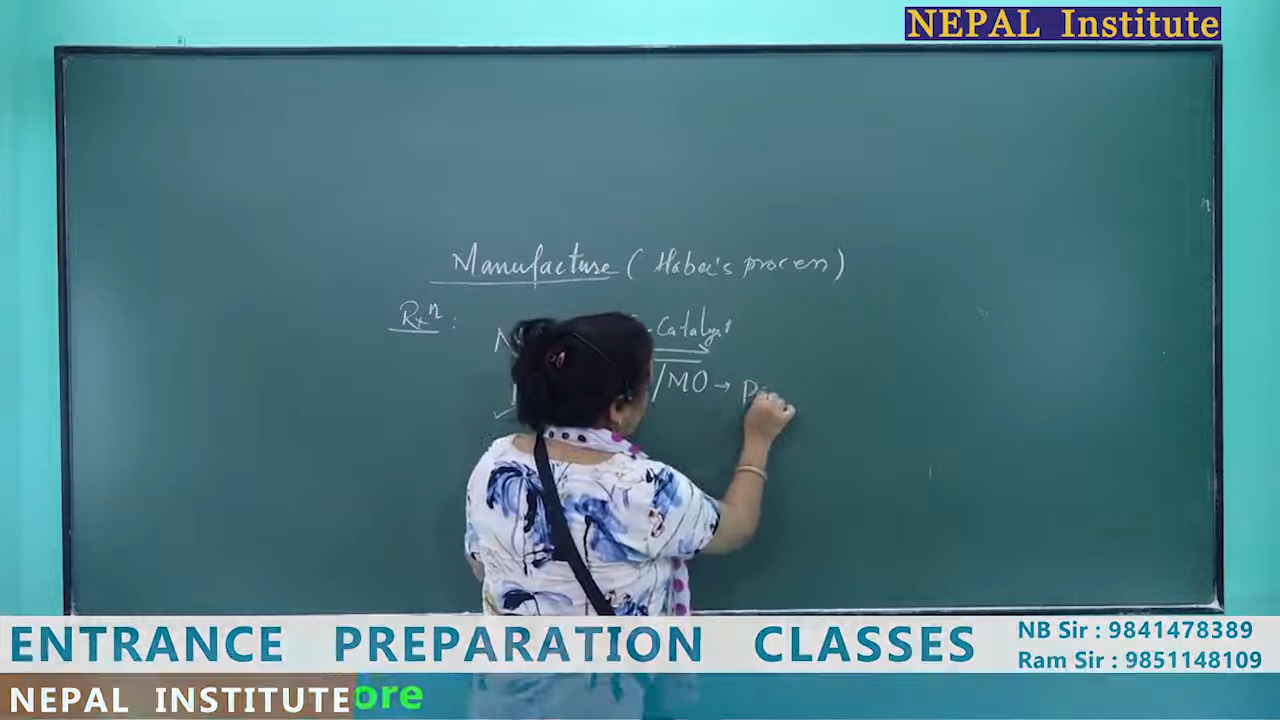 NEPAL Institute
Manufacture (Haber's process)
Rxⁿ :
N Catalyst
/MO → P
ENTRANCE PREPARATION CLASSES
NB Sir : 9841478389
Ram Sir : 9851148109
NEPAL INSTITUTE ore